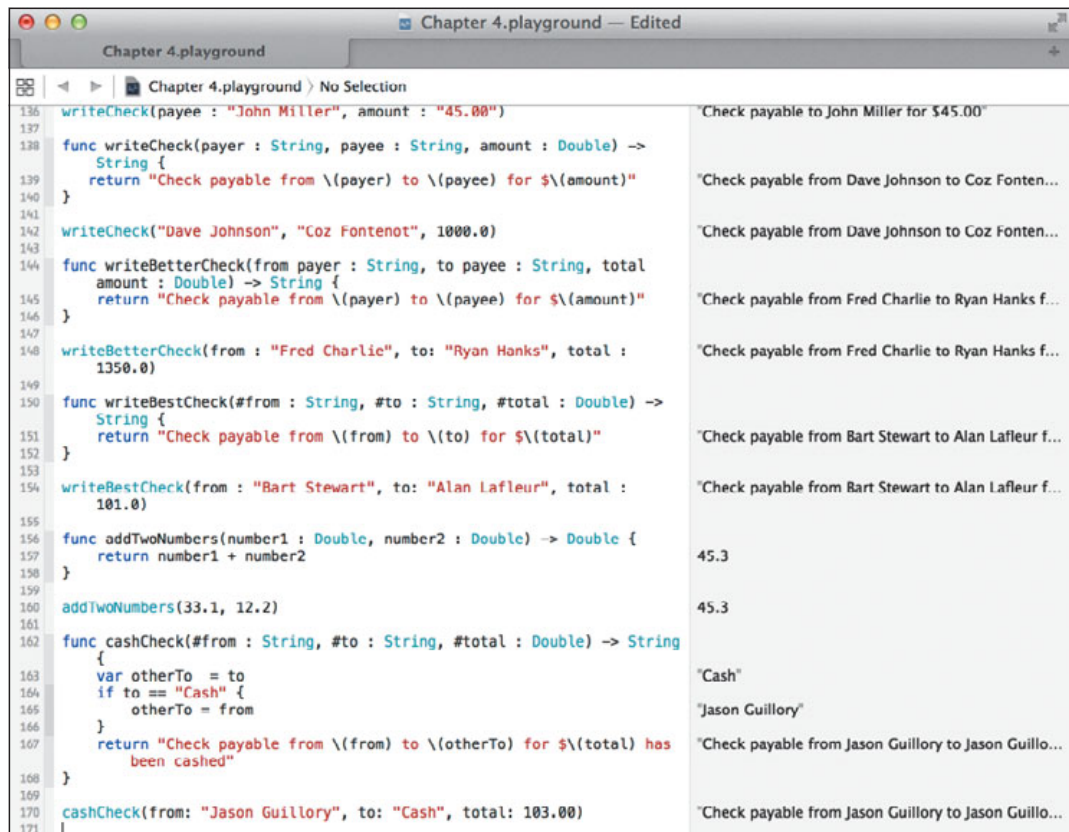 Chapter 4.playground — Edited
Chapter 4.playground
Chapter 4.playground › No Selection
136 writeCheck(payee : "John Miller", amount : "45.00") "Check payable to John Miller for $45.00"
137
138 func writeCheck(payer : String, payee : String, amount : Double) ->
String {
139 return "Check payable from \(payer) to \(payee) for $\(amount)" "Check payable from Dave Johnson to Coz Fonten...
140 }
141
142 writeCheck("Dave Johnson", "Coz Fontenot", 1000.0) "Check payable from Dave Johnson to Coz Fonten...
143
144 func writeBetterCheck(from payer : String, to payee : String, total
amount : Double) -> String {
145 return "Check payable from \(payer) to \(payee) for $\(amount)" "Check payable from Fred Charlie to Ryan Hanks f...
146 }
147
148 writeBetterCheck(from : "Fred Charlie", to: "Ryan Hanks", total : "Check payable from Fred Charlie to Ryan Hanks f...
1350.0)
149
150 func writeBestCheck(#from : String, #to : String, #total : Double) ->
String {
151 return "Check payable from \(from) to \(to) for $\(total)" "Check payable from Bart Stewart to Alan Lafleur f...
152 }
153
154 writeBestCheck(from : "Bart Stewart", to: "Alan Lafleur", total : "Check payable from Bart Stewart to Alan Lafleur f...
101.0)
155
156 func addTwoNumbers(number1 : Double, number2 : Double) -> Double {
157 return number1 + number2 45.3
158 }
159
160 addTwoNumbers(33.1, 12.2) 45.3
161
162 func cashCheck(#from : String, #to : String, #total : Double) -> String
{
163 var otherTo = to "Cash"
164 if to == "Cash" {
165 otherTo = from "Jason Guillory"
166 }
167 return "Check payable from \(from) to \(otherTo) for $\(total) has "Check payable from Jason Guillory to Jason Guillo...
been cashed"
168 }
169
170 cashCheck(from: "Jason Guillory", to: "Cash", total: 103.00) "Check payable from Jason Guillory to Jason Guillo...
171